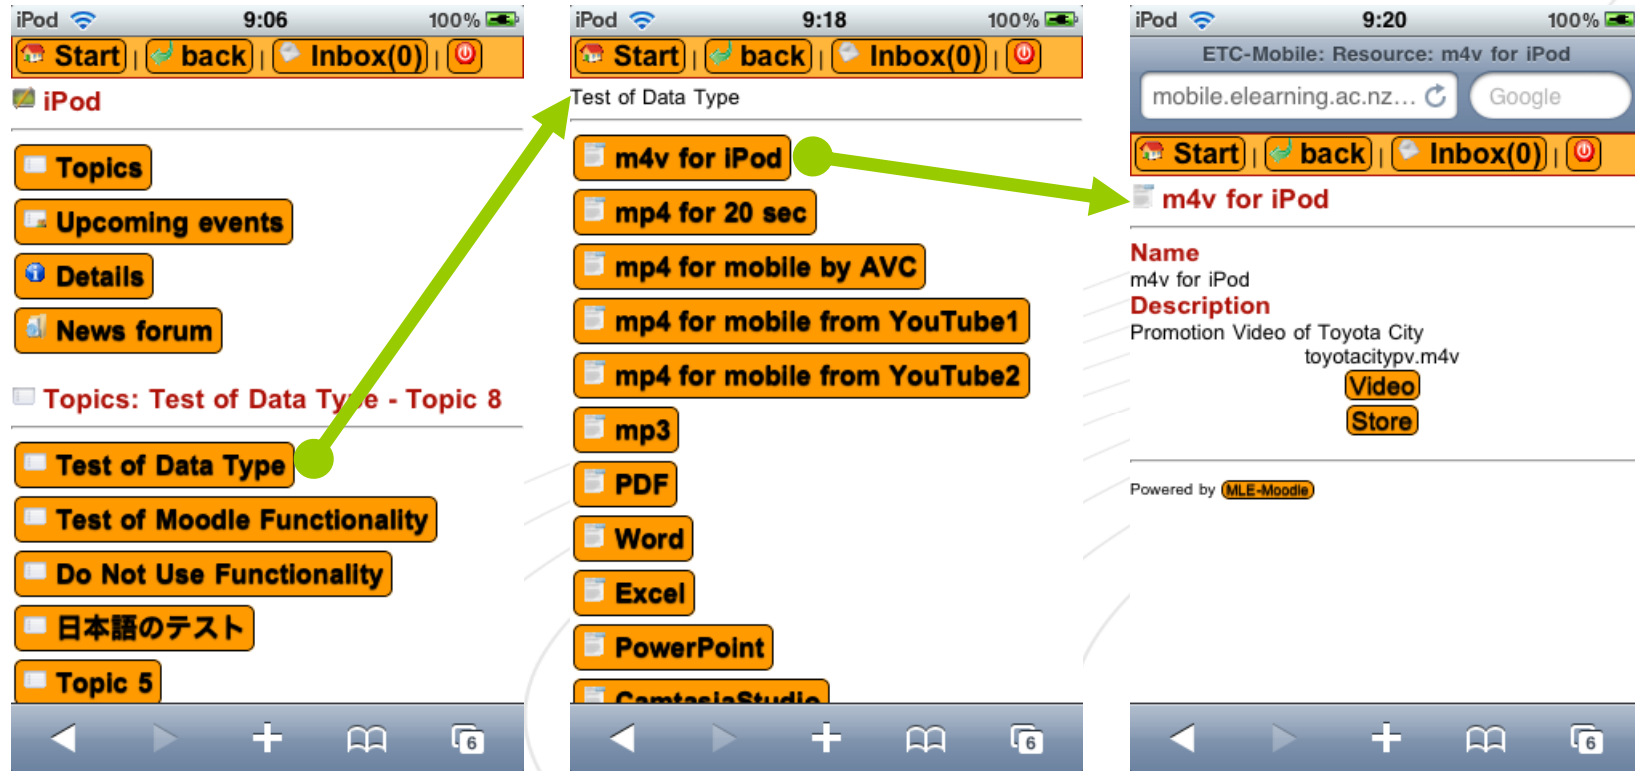 iPod 9:06 100%
Start | back | Inbox(0) |
iPod
Topics
Upcoming events
Details
News forum
Topics: Test of Data Type - Topic 8
Test of Data Type
Test of Moodle Functionality
Do Not Use Functionality
日本語のテスト
Topic 5
6
iPod 9:18 100%
Start | back | Inbox(0) |
Test of Data Type
m4v for iPod
mp4 for 20 sec
mp4 for mobile by AVC
mp4 for mobile from YouTube1
mp4 for mobile from YouTube2
mp3
PDF
Word
Excel
PowerPoint
CamtasiaStudio
6
iPod 9:20 100%
ETC-Mobile: Resource: m4v for iPod
mobile.elearning.ac.nz... Google
Start | back | Inbox(0) |
m4v for iPod
Name
m4v for iPod
Description
Promotion Video of Toyota City
toyotacitypv.m4v
Video
Store
Powered by MLE-Moodle
6